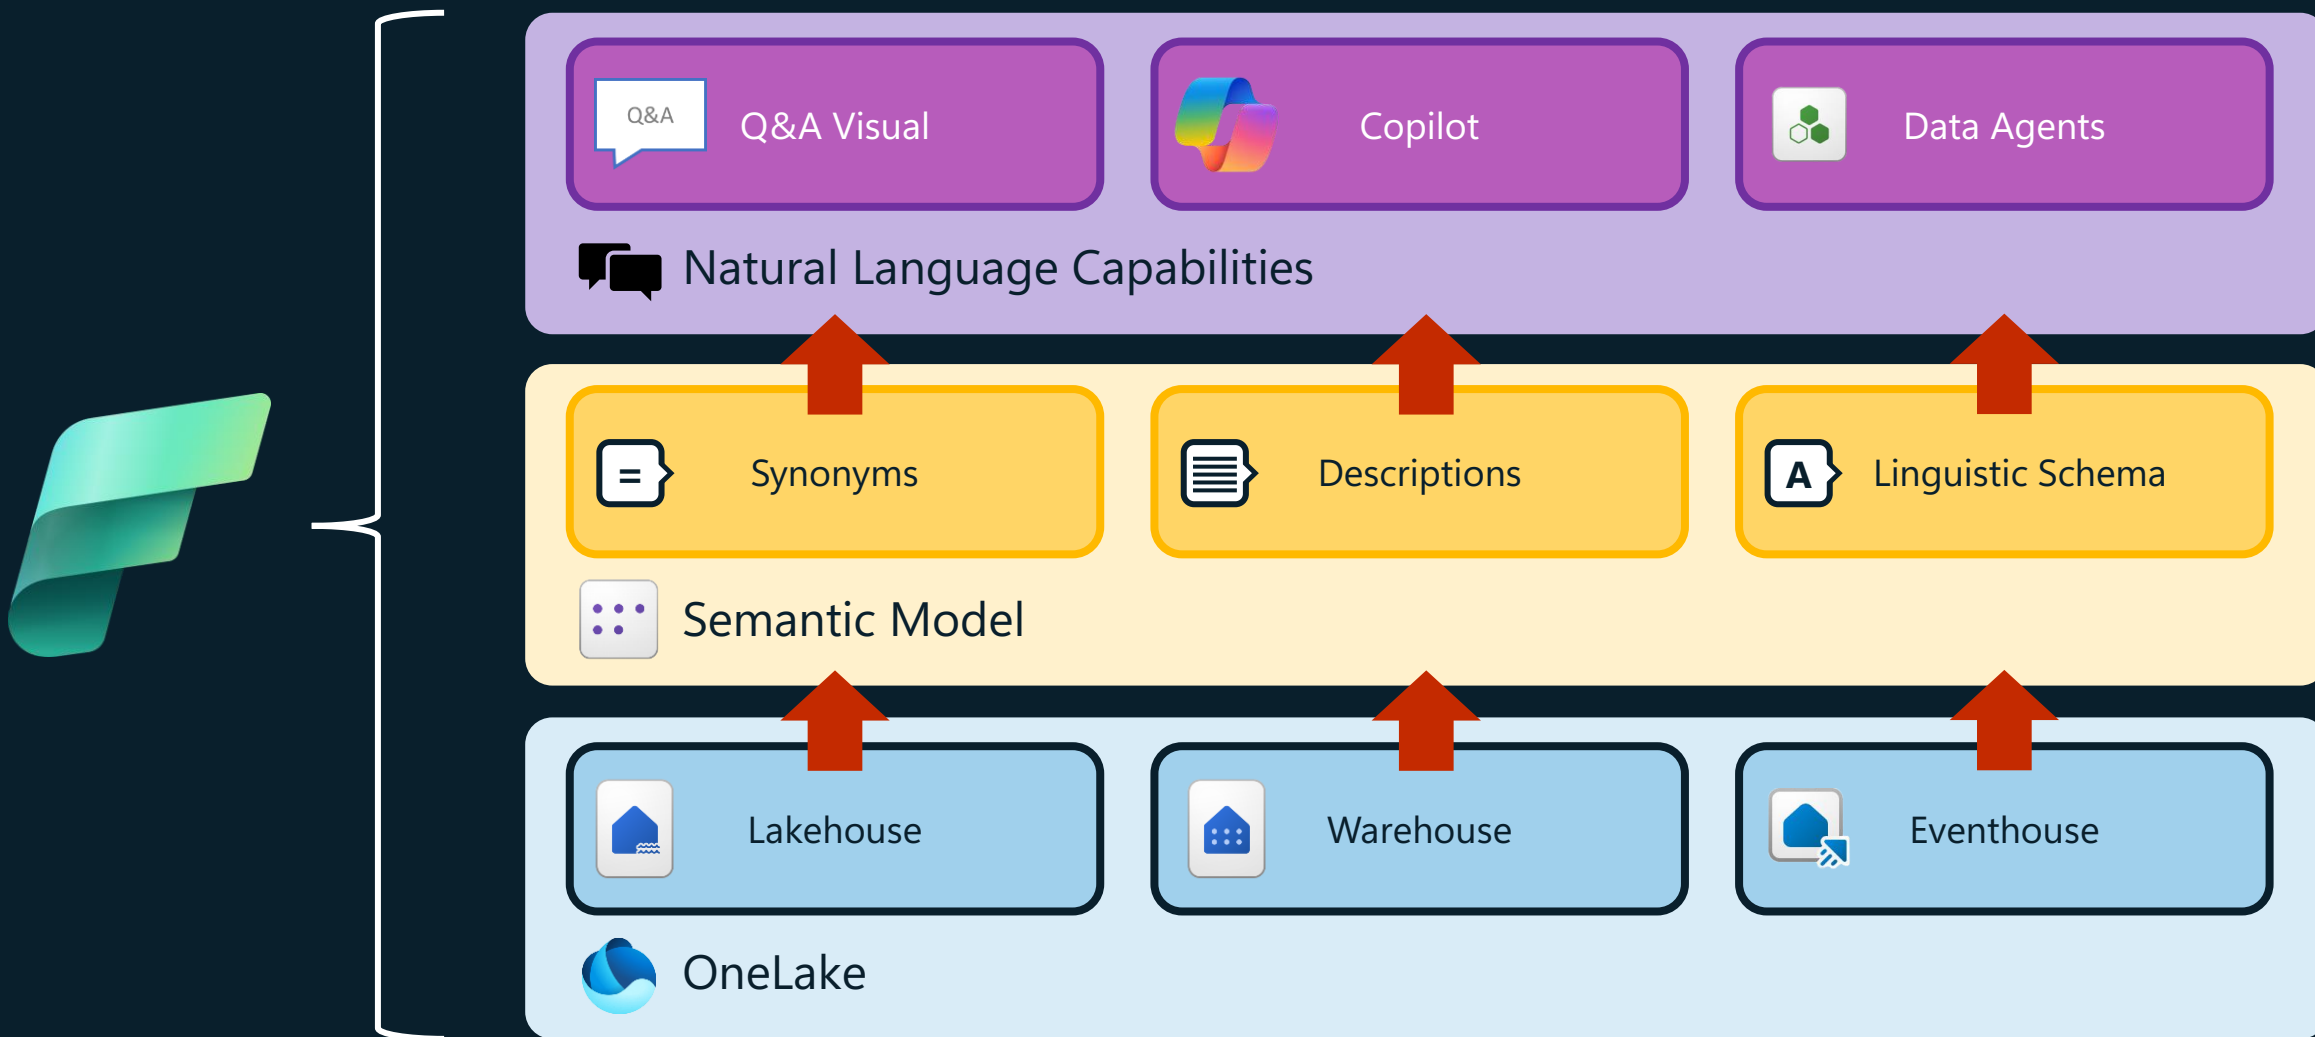 Q&A
Q&A Visual
Copilot
Data Agents
Natural Language Capabilities
=
Synonyms
Descriptions
A
Linguistic Schema
Semantic Model
Lakehouse
Warehouse
Eventhouse
OneLake